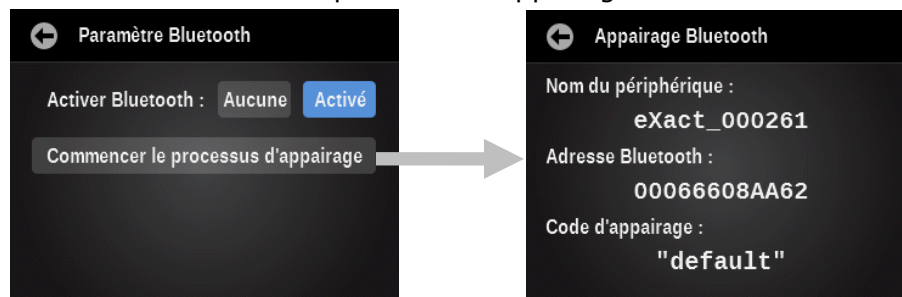 Paramètre Bluetooth
Activer Bluetooth : Aucune Activé
Commencer le processus d'appairage
Appairage Bluetooth
Nom du périphérique :
eXact_000261
Adresse Bluetooth :
00066608AA62
Code d'appairage :
"default"